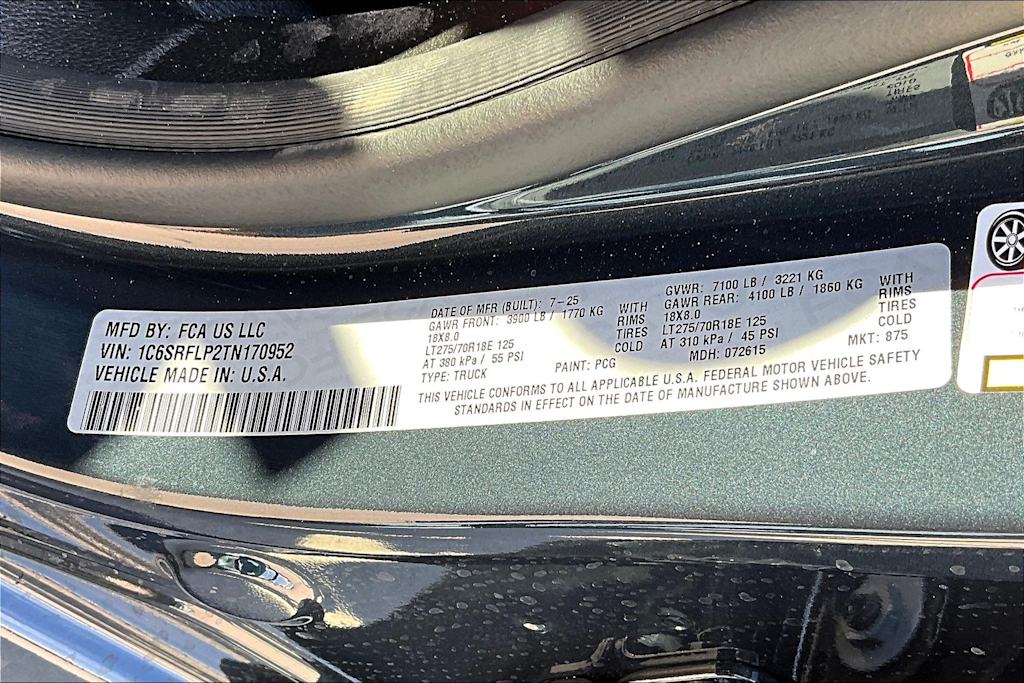 MFD BY: FCA US LLC
VIN: 1C6SRFLP2TN170952
VEHICLE MADE IN: U.S.A.
DATE OF MFR (BUILT): 7-25
GAWR FRONT: 3900 LB / 1770 KG WITH
18X8.0 RIMS
LT275/70R18E 125 TIRES
AT 380 kPa / 55 PSI COLD
TYPE: TRUCK PAINT: PCG
GVWR: 7100 LB / 3221 KG
GAWR REAR: 4100 LB / 1860 KG WITH
18X8.0 RIMS
LT275/70R18E 125 TIRES
AT 310 kPa / 45 PSI COLD
MDH: 072615 MKT: 875
THIS VEHICLE CONFORMS TO ALL APPLICABLE U.S.A. FEDERAL MOTOR VEHICLE SAFETY
STANDARDS IN EFFECT ON THE DATE OF MANUFACTURE SHOWN ABOVE.